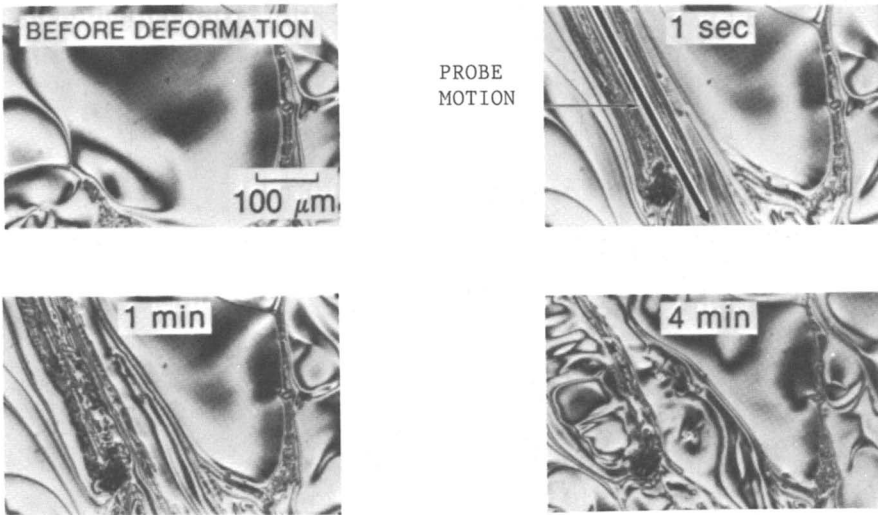 BEFORE DEFORMATION
100 μm
PROBE
MOTION
1 sec
1 min
4 min